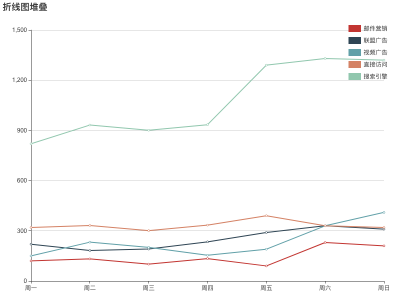 折线图堆叠
邮件营销
联盟广告
视频广告
直接访问
搜索引擎
1,500
1,200
900
600
300
0
周一
周二
周三
周四
周五
周六
周日